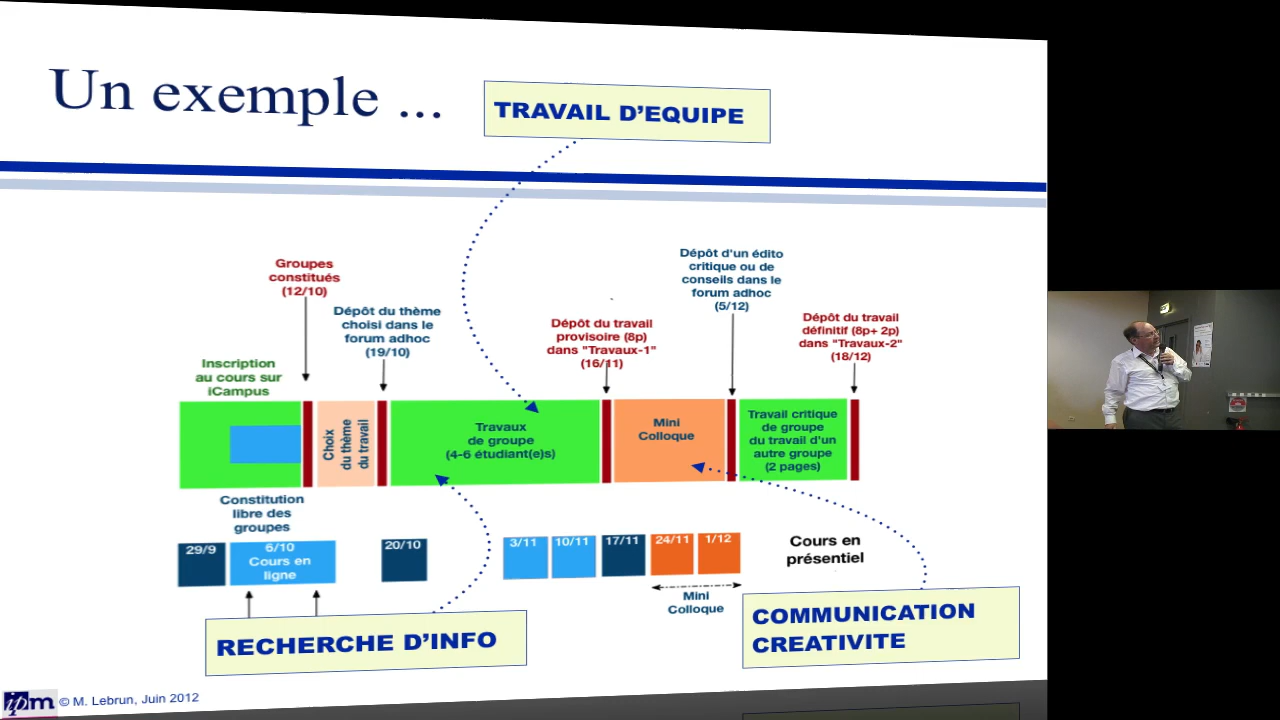 Un exemple ...
TRAVAIL D'EQUIPE
Groupes
constitués
(12/10)
Dépôt du thème
choisi dans le
forum adhoc
(19/10)
Dépôt du travail
provisoire (8p)
dans "Travaux-1"
(16/11)
Dépôt d'un édito
critique ou de
conseils dans le
forum adhoc
(5/12)
Dépôt du travail
définitif (8p+ 2p)
dans "Travaux-2"
(18/12)
Inscription
au cours sur
iCampus
Choix
du thème
du travail
Travaux
de groupe
(4-6 étudiant(e)s)
Mini
Colloque
Travail critique
de groupe
du travail d'un
autre groupe
(2 pages)
Constitution
libre des
groupes
29/9
6/10
Cours en
ligne
20/10
3/11
10/11
17/11
24/11
1/12
Cours en
présentiel
Mini
Colloque
RECHERCHE D'INFO
COMMUNICATION
CREATIVITE
ipm © M. Lebrun, Juin 2012